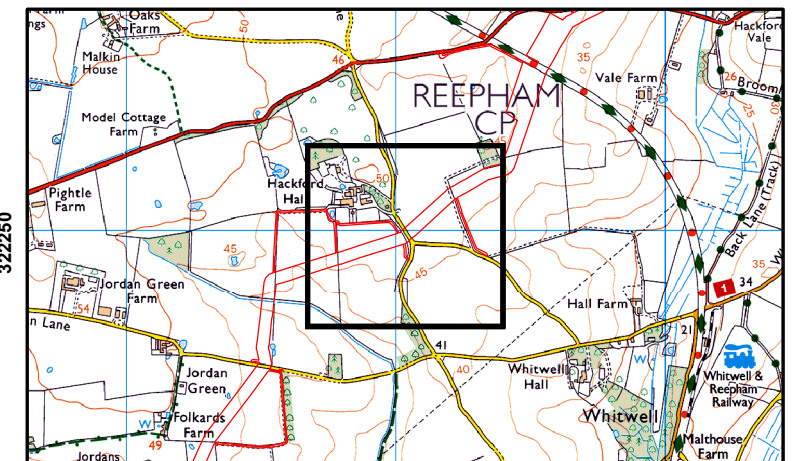 Oaks
Farm
ngs
Malkin
House
50
46
35
Hackford
Vale
Vale Farm
26
Broom
25
30
REEPHAM
CP
45
Model Cottage
Farm
Pightle
Farm
Hackford
Hall
50
322250
45
45
Back Lane (Track)
35
Jordan Green
Farm
54
n Lane
1
34
Hall Farm
21
41
40
W
Whitwell
Hall
Whitwell &
Reepham
Railway
Jordan
Green
Whitwell
W
Folkards
Farm
49
Jordans
Malthouse
Farm